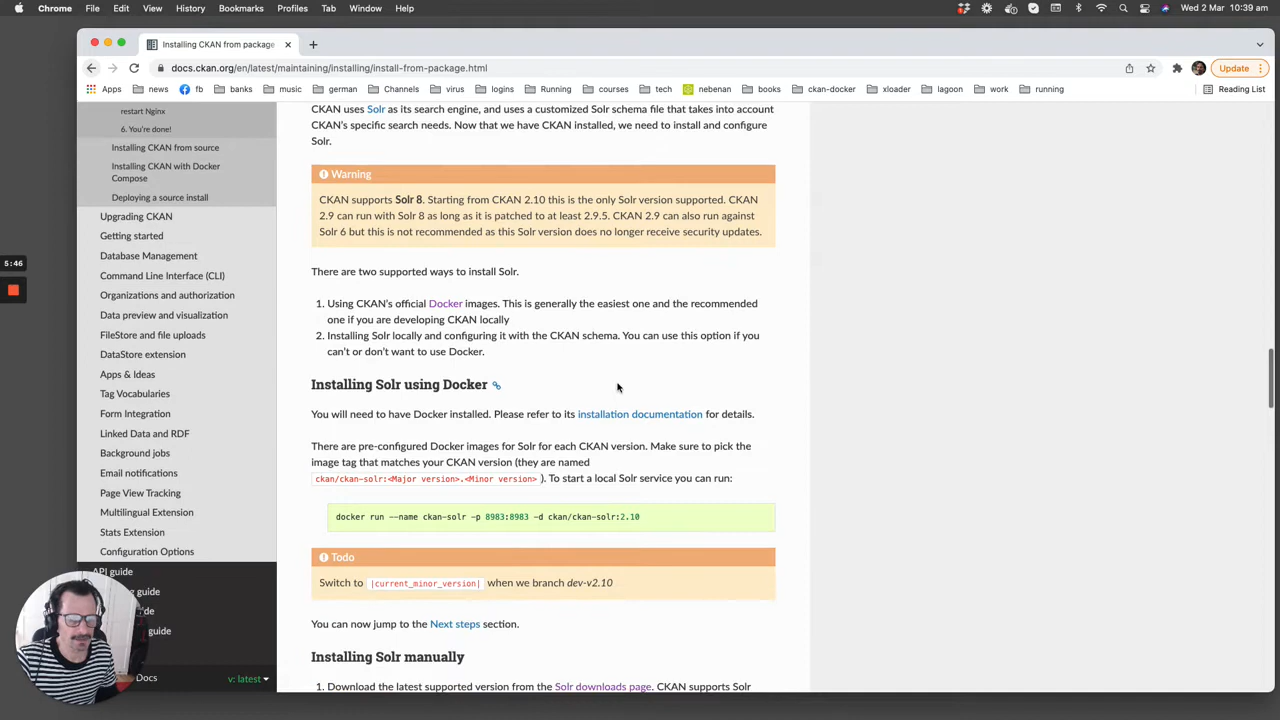 Chrome File Edit View History Bookmarks Profiles Tab Window Help Wed 2 Mar 10:39 am
Installing CKAN from package
docs.ckan.org/en/latest/maintaining/installing/install-from-package.html Update
Apps news fb banks music german Channels virus logins Running courses tech nebenan books ckan-docker xloader lagoon work running Reading List
5:46
restart Nginx
6. You're done!
Installing CKAN from source
Installing CKAN with Docker
Compose
Deploying a source install
Upgrading CKAN
Getting started
Database Management
Command Line Interface (CLI)
Organizations and authorization
Data preview and visualization
FileStore and file uploads
DataStore extension
Apps & Ideas
Tag Vocabularies
Form Integration
Linked Data and RDF
Background jobs
Email notifications
Page View Tracking
Multilingual Extension
Stats Extension
Configuration Options
API guide
guide
guide
Docs v: latest
CKAN uses Solr as its search engine, and uses a customized Solr schema file that takes into account
CKAN's specific search needs. Now that we have CKAN installed, we need to install and configure
Solr.
Warning
CKAN supports Solr 8. Starting from CKAN 2.10 this is the only Solr version supported. CKAN
2.9 can run with Solr 8 as long as it is patched to at least 2.9.5. CKAN 2.9 can also run against
Solr 6 but this is not recommended as this Solr version does no longer receive security updates.
There are two supported ways to install Solr.
1. Using CKAN's official Docker images. This is generally the easiest one and the recommended
one if you are developing CKAN locally
2. Installing Solr locally and configuring it with the CKAN schema. You can use this option if you
can't or don't want to use Docker.
Installing Solr using Docker
You will need to have Docker installed. Please refer to its installation documentation for details.
There are pre-configured Docker images for Solr for each CKAN version. Make sure to pick the
image tag that matches your CKAN version (they are named
ckan/ckan-solr:<Major version>.<Minor version> ). To start a local Solr service you can run:
docker run --name ckan-solr -p 8983:8983 -d ckan/ckan-solr:2.10
Todo
Switch to |current_minor_version| when we branch dev-v2.10
You can now jump to the Next steps section.
Installing Solr manually
1. Download the latest supported version from the Solr downloads page. CKAN supports Solr